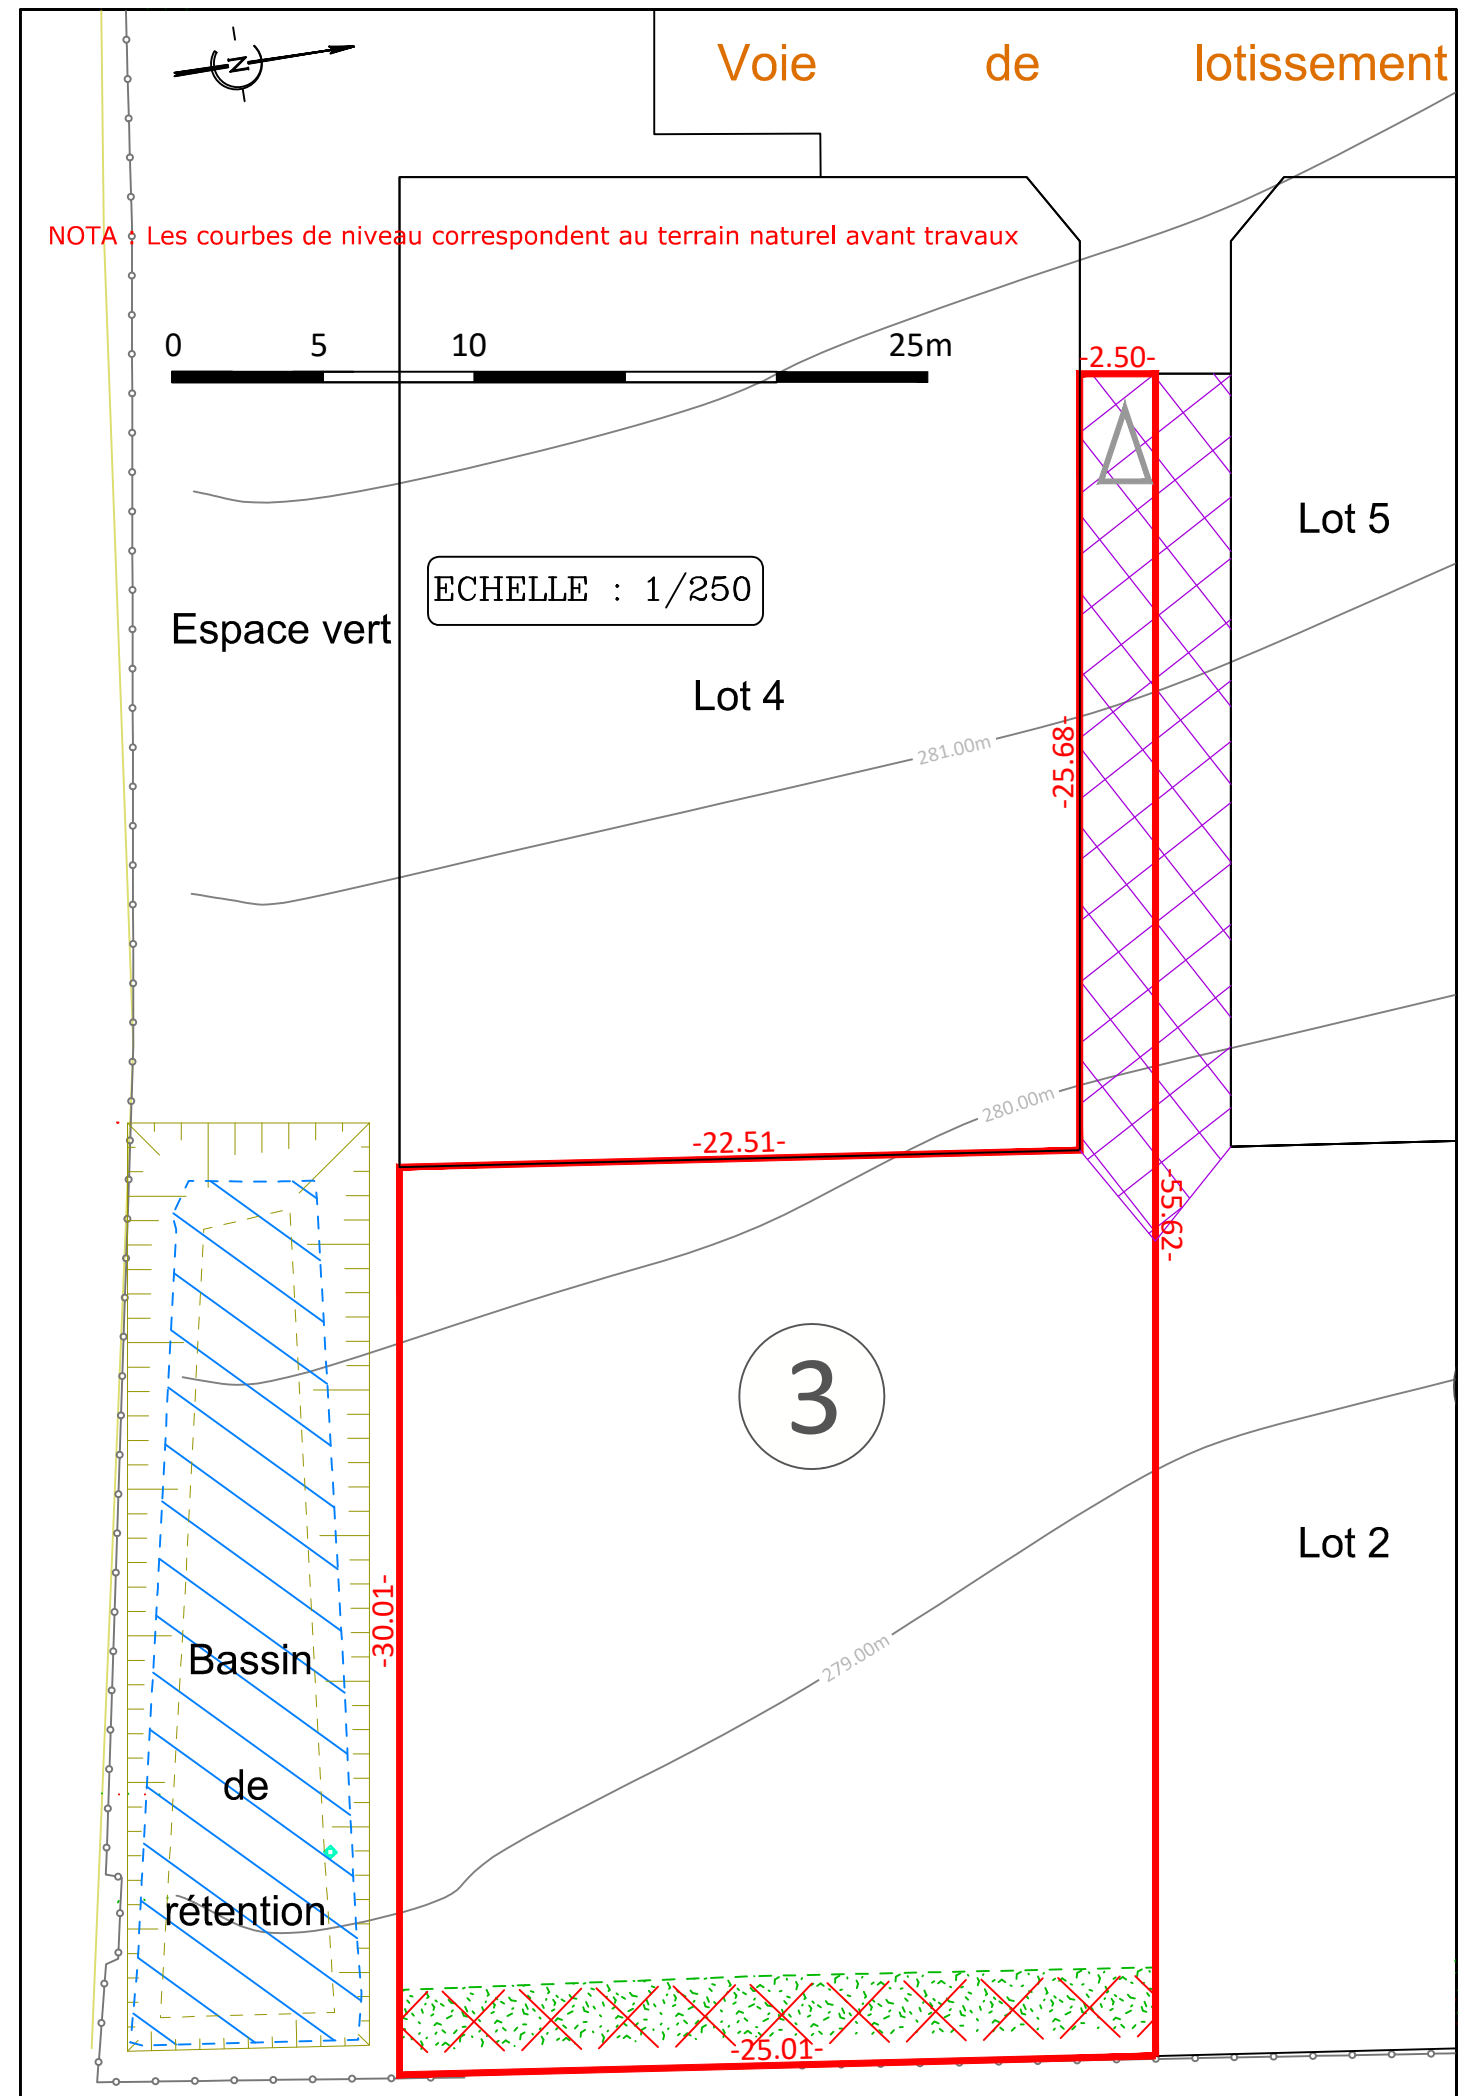 N
Voie de lotissement
NOTA : Les courbes de niveau correspondent au terrain naturel avant travaux
0 5 10 25m
-2.50-
Lot 5
ECHELLE : 1/250
Espace vert
Lot 4
281.00m
-25.68-
280.00m
-22.51-
-55.62-
3
Lot 2
-30.01-
279.00m
Bassin
de
rétention
-25.01-